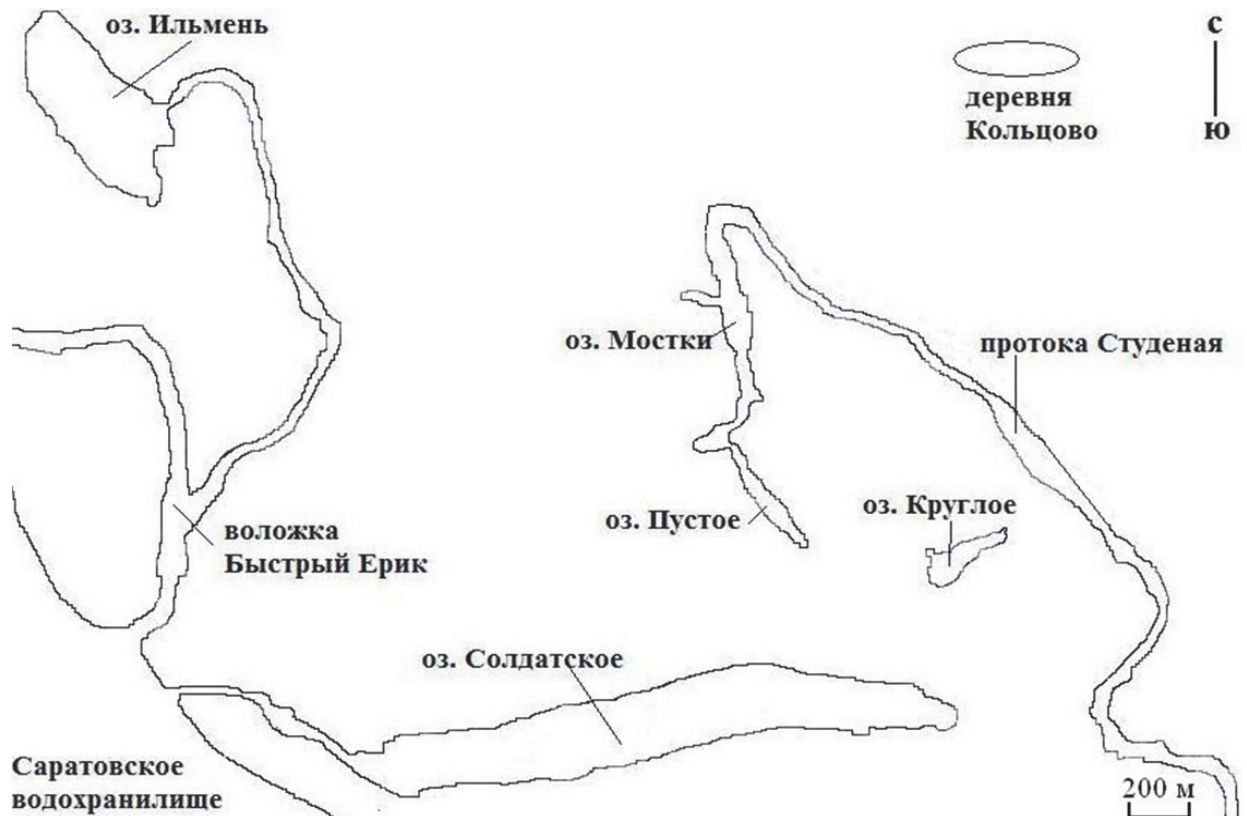 оз. Ильмень
с
деревня
Кольцово
ю
оз. Мостки
протока Студеная
оз. Пустое
оз. Круглое
воложка
Быстрый Ерик
оз. Солдатское
Саратовское
водохранилище
200 м